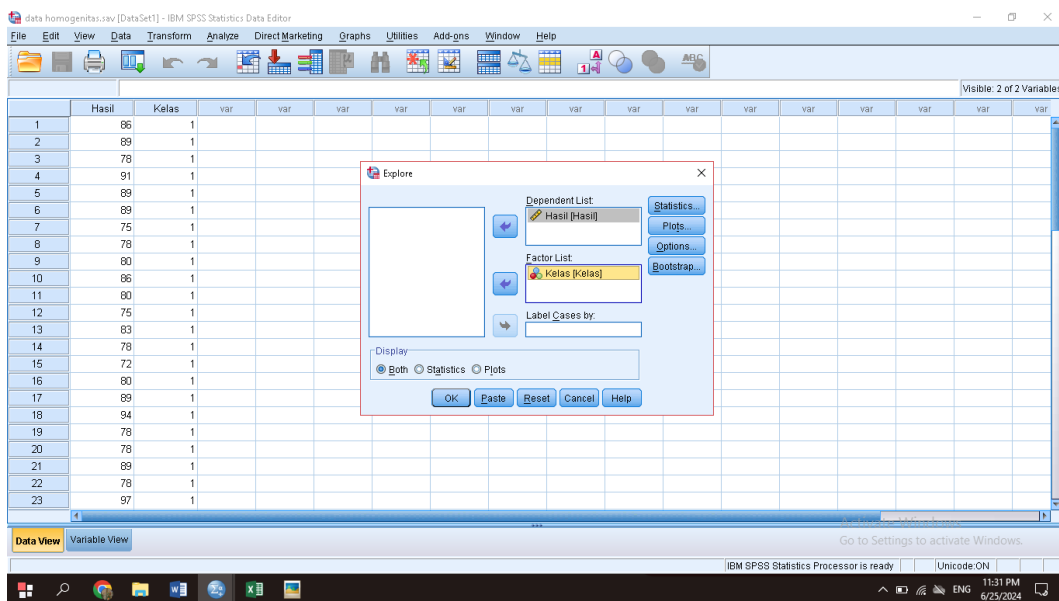 data homogenitas.sav [DataSet1] - IBM SPSS Statistics Data Editor
File Edit View Data Transform Analyze Direct Marketing Graphs Utilities Add-ons Window Help
Visible: 2 of 2 Variables
Hasil Kelas var var var var var var var var var var var var var var var
1 86 1
2 89 1
3 78 1
4 91 1
5 89 1
6 89 1
7 75 1
8 78 1
9 80 1
10 86 1
11 80 1
12 75 1
13 83 1
14 78 1
15 72 1
16 80 1
17 89 1
18 94 1
19 78 1
20 78 1
21 89 1
22 78 1
23 97 1
Explore
Dependent List:
Hasil [Hasil]
Factor List:
Kelas [Kelas]
Label Cases by:
Statistics...
Plots...
Options...
Bootstrap...
Display
Both Statistics Plots
OK Paste Reset Cancel Help
Data View Variable View
Activate Windows
Go to Settings to activate Windows.
IBM SPSS Statistics Processor is ready Unicode:ON
ENG 11:31 PM
6/25/2024